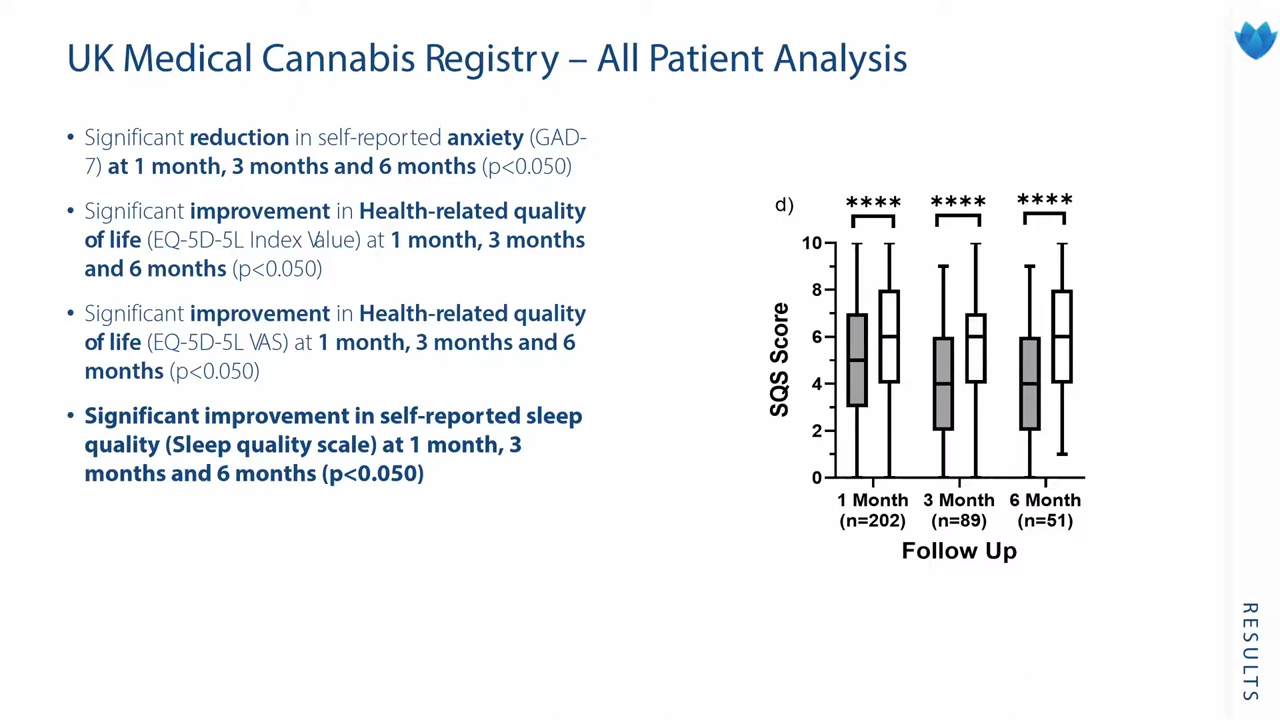 UK Medical Cannabis Registry – All Patient Analysis
• Significant reduction in self-reported anxiety (GAD-
7) at 1 month, 3 months and 6 months (p<0.050)
• Significant improvement in Health-related quality
of life (EQ-5D-5L Index Value) at 1 month, 3 months
and 6 months (p<0.050)
• Significant improvement in Health-related quality
of life (EQ-5D-5L VAS) at 1 month, 3 months and 6
months (p<0.050)
• Significant improvement in self-reported sleep
quality (Sleep quality scale) at 1 month, 3
months and 6 months (p<0.050)
d)
**** **** ****
10
8
6
4
2
0
SQS Score
1 Month 3 Month 6 Month
(n=202) (n=89) (n=51)
Follow Up
RESULTS